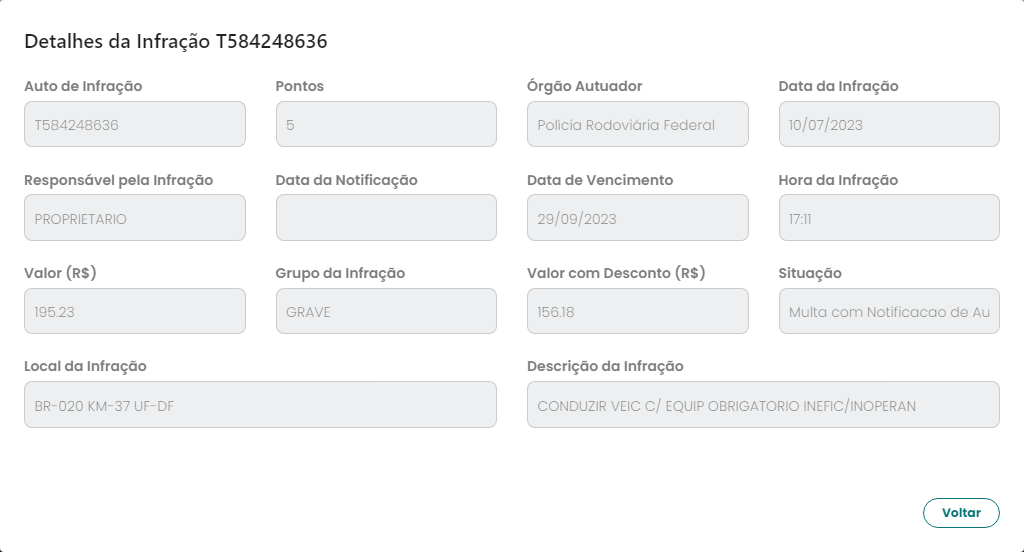 Detalhes da Infração T584248636
Auto de Infração
Pontos
Órgão Autuador
Data da Infração
T584248636
5
Polícia Rodoviária Federal
10/07/2023
Responsável pela Infração
Data da Notificação
Data de Vencimento
Hora da Infração
PROPRIETARIO
29/09/2023
17:11
Valor (R$)
Grupo da Infração
Valor com Desconto (R$)
Situação
195.23
GRAVE
156.18
Multa com Notificacao de Au
Local da Infração
Descrição da Infração
BR-020 KM-37 UF-DF
CONDUZIR VEIC C/ EQUIP OBRIGATORIO INEFIC/INOPERAN
Voltar